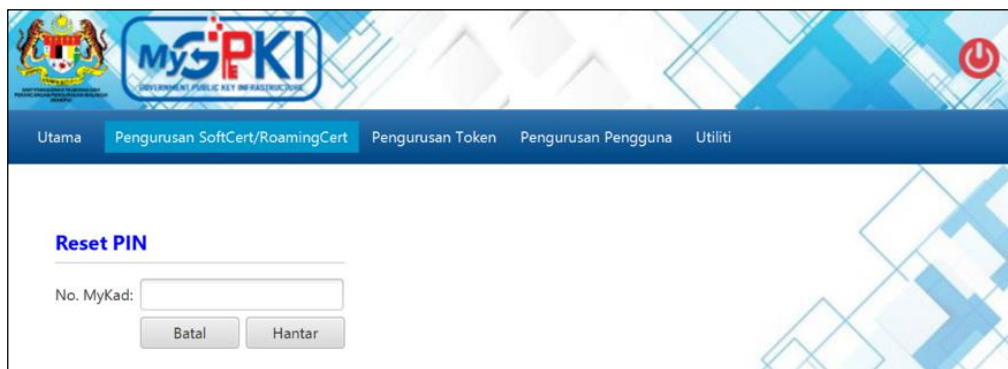 MyGPKI
GOVERNMENT PUBLIC KEY INFRASTRUCTURE
Utama Pengurusan SoftCert/RoamingCert Pengurusan Token Pengurusan Pengguna Utiliti
Reset PIN
No. MyKad:
Batal Hantar